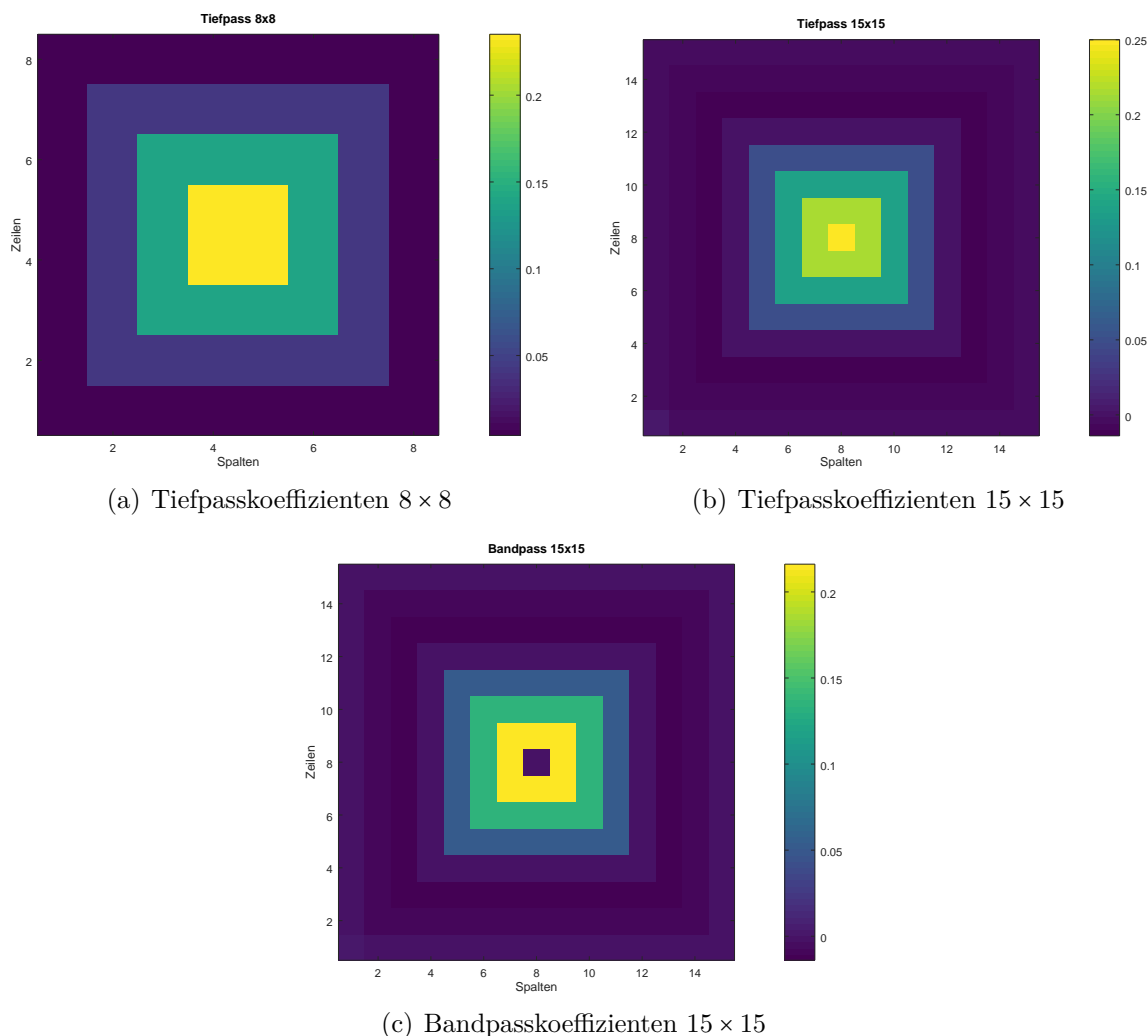 Tiefpass 8x8
8
6
4
2
Zeilen
2 4 6 8
Spalten
0.2
0.15
0.1
0.05
(a) Tiefpasskoeffizienten 8 × 8
Tiefpass 15x15
14
12
10
8
6
4
2
Zeilen
2 4 6 8 10 12 14
Spalten
0.25
0.2
0.15
0.1
0.05
0
(b) Tiefpasskoeffizienten 15 × 15
Bandpass 15x15
14
12
10
8
6
4
2
Zeilen
2 4 6 8 10 12 14
Spalten
0.2
0.15
0.1
0.05
0
(c) Bandpasskoeffizienten 15 × 15